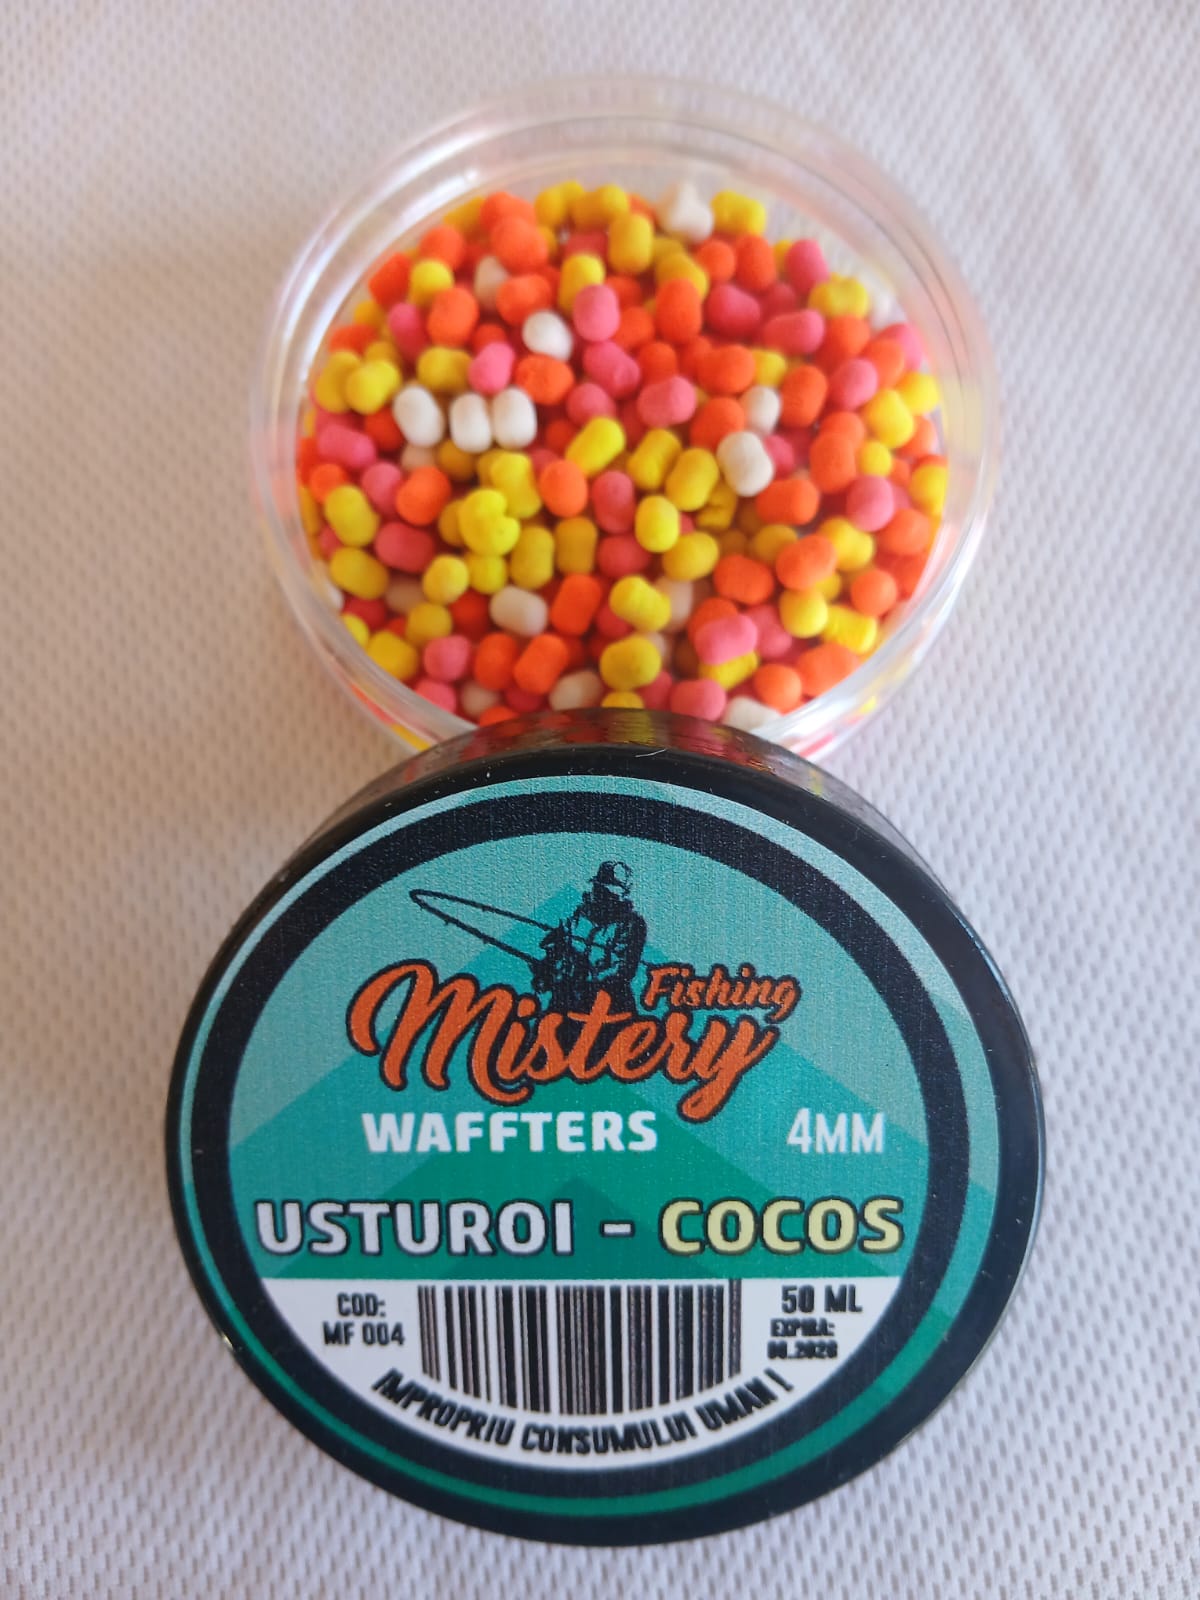 Mistery Fishing
WAFFTERS 4MM
USTUROI - COCOS
COD:
MF 004
50 ML
EXPIRA:
IMPROPRIU CONSUMULUI UMAN !